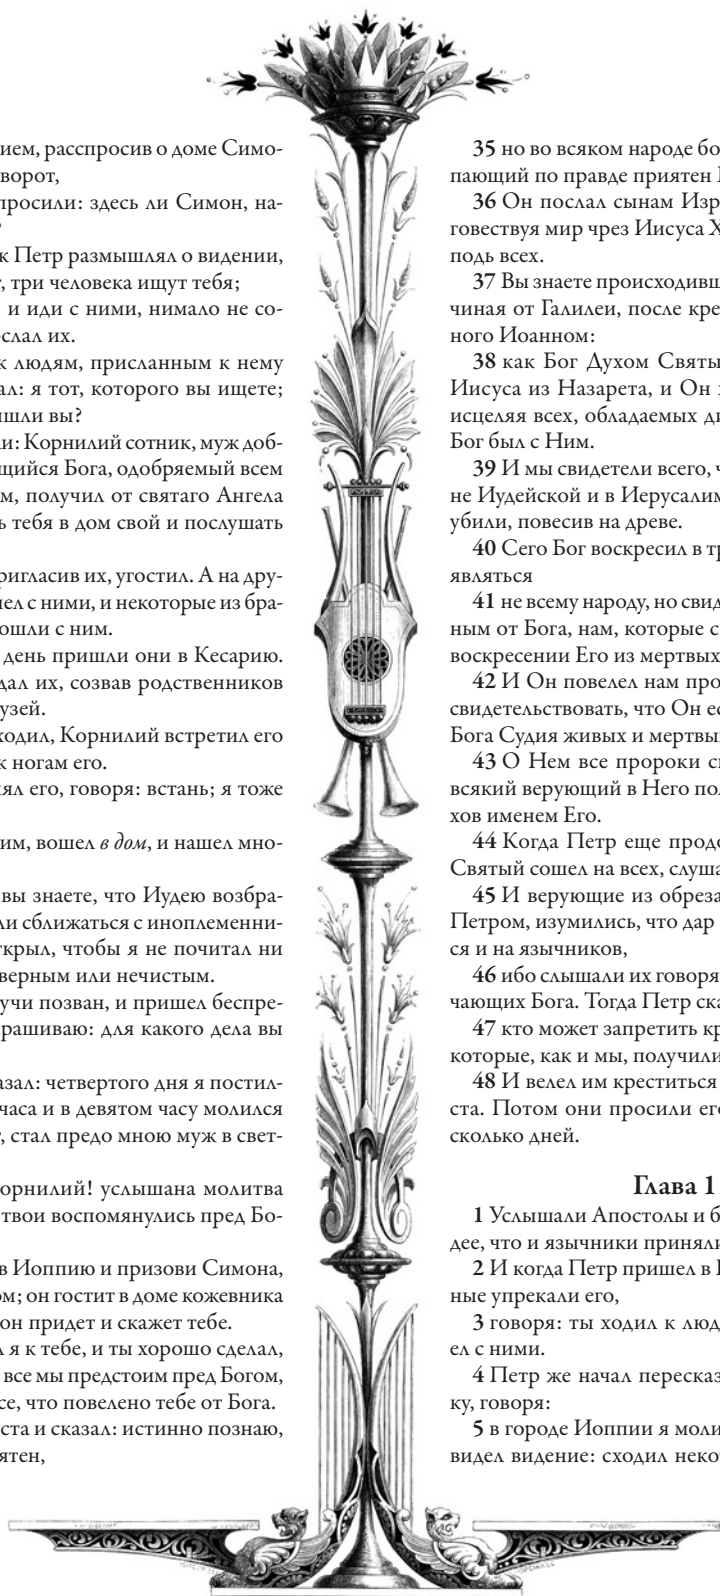 ием, расспросив о доме Симо-
ворот,
просили: здесь ли Симон, на-
к Петр размышлял о видении,
, три человека ищут тебя;
и иди с ними, нимало не со-
слал их.
к людям, присланным к нему
ал: я тот, которого вы ищете;
ишли вы?
и: Корнилий сотник, муж доб-
щийся Бога, одобряемый всем
м, получил от святаго Ангела
ь тебя в дом свой и послушать
ригласив их, угостил. А на дру-
ел с ними, и некоторые из бра-
ошли с ним.
день пришли они в Кесарию.
дал их, созвав родственников
узей.
ходил, Корнилий встретил его
к ногам его.
ял его, говоря: встань; я тоже
им, вошел в дом, и нашел мно-
вы знаете, что Иудею возбра-
ли сближаться с иноплеменни-
ткрыл, чтобы я не почитал ни
верным или нечистым.
учи позван, и пришел беспре-
рашиваю: для какого дела вы
азал: четвертого дня я постил-
часа и в девятом часу молился
, стал предо мною муж в свет-
орнилий! услышана молитва
твои воспомянулись пред Бо-
в Иоппию и призови Симона,
ом; он гостит в доме кожевника
он придет и скажет тебе.
л я к тебе, и ты хорошо сделал,
все мы предстоим пред Богом,
се, что повелено тебе от Бога.
ста и сказал: истинно познаю,
ятен,
35 но во всяком народе бо
пающий по правде приятен
36 Он послал сынам Изр
говествуя мир чрез Иисуса Х
подь всех.
37 Вы знаете происходивш
чиная от Галилеи, после кре
ного Иоанном:
38 как Бог Духом Святы
Иисуса из Назарета, и Он
исцеляя всех, обладаемых ди
Бог был с Ним.
39 И мы свидетели всего, ч
не Иудейской и в Иерусалим
убили, повесив на древе.
40 Сего Бог воскресил в тр
являться
41 не всему народу, но свид
ным от Бога, нам, которые с
воскресении Его из мертвых
42 И Он повелел нам про
свидетельствовать, что Он ес
Бога Судия живых и мертвы
43 О Нем все пророки с
всякий верующий в Него пол
хов именем Его.
44 Когда Петр еще продо
Святый сошел на всех, слуша
45 И верующие из обреза
Петром, изумились, что дар
ся и на язычников,
46 ибо слышали их говоря
чающих Бога. Тогда Петр ска
47 кто может запретить кр
которые, как и мы, получили
48 И велел им креститься
ста. Потом они просили ег
сколько дней.
Глава 1
1 Услышали Апостолы и б
дее, что и язычники приняли
2 И когда Петр пришел в
ные упрекали его,
3 говоря: ты ходил к люд
ел с ними.
4 Петр же начал пересказ
ку, говоря:
5 в городе Иоппии я моли
видел видение: сходил неко